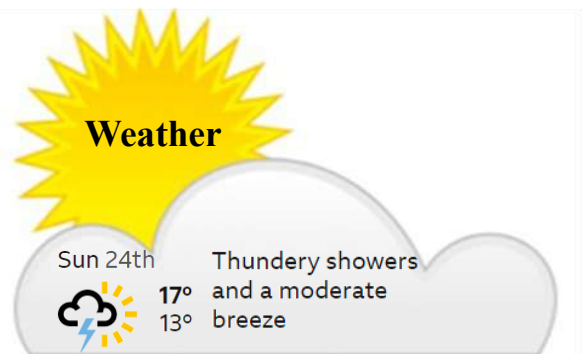 Weather
Sun 24th
Thundery showers
17° and a moderate
13° breeze